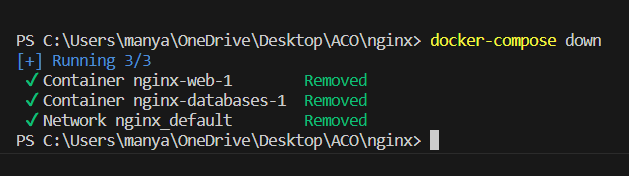 PS C:\Users\manya\OneDrive\Desktop\ACO\nginx> docker-compose down
[+] Running 3/3
✓ Container nginx-web-1 Removed
✓ Container nginx-databases-1 Removed
✓ Network nginx_default Removed
PS C:\Users\manya\OneDrive\Desktop\ACO\nginx>